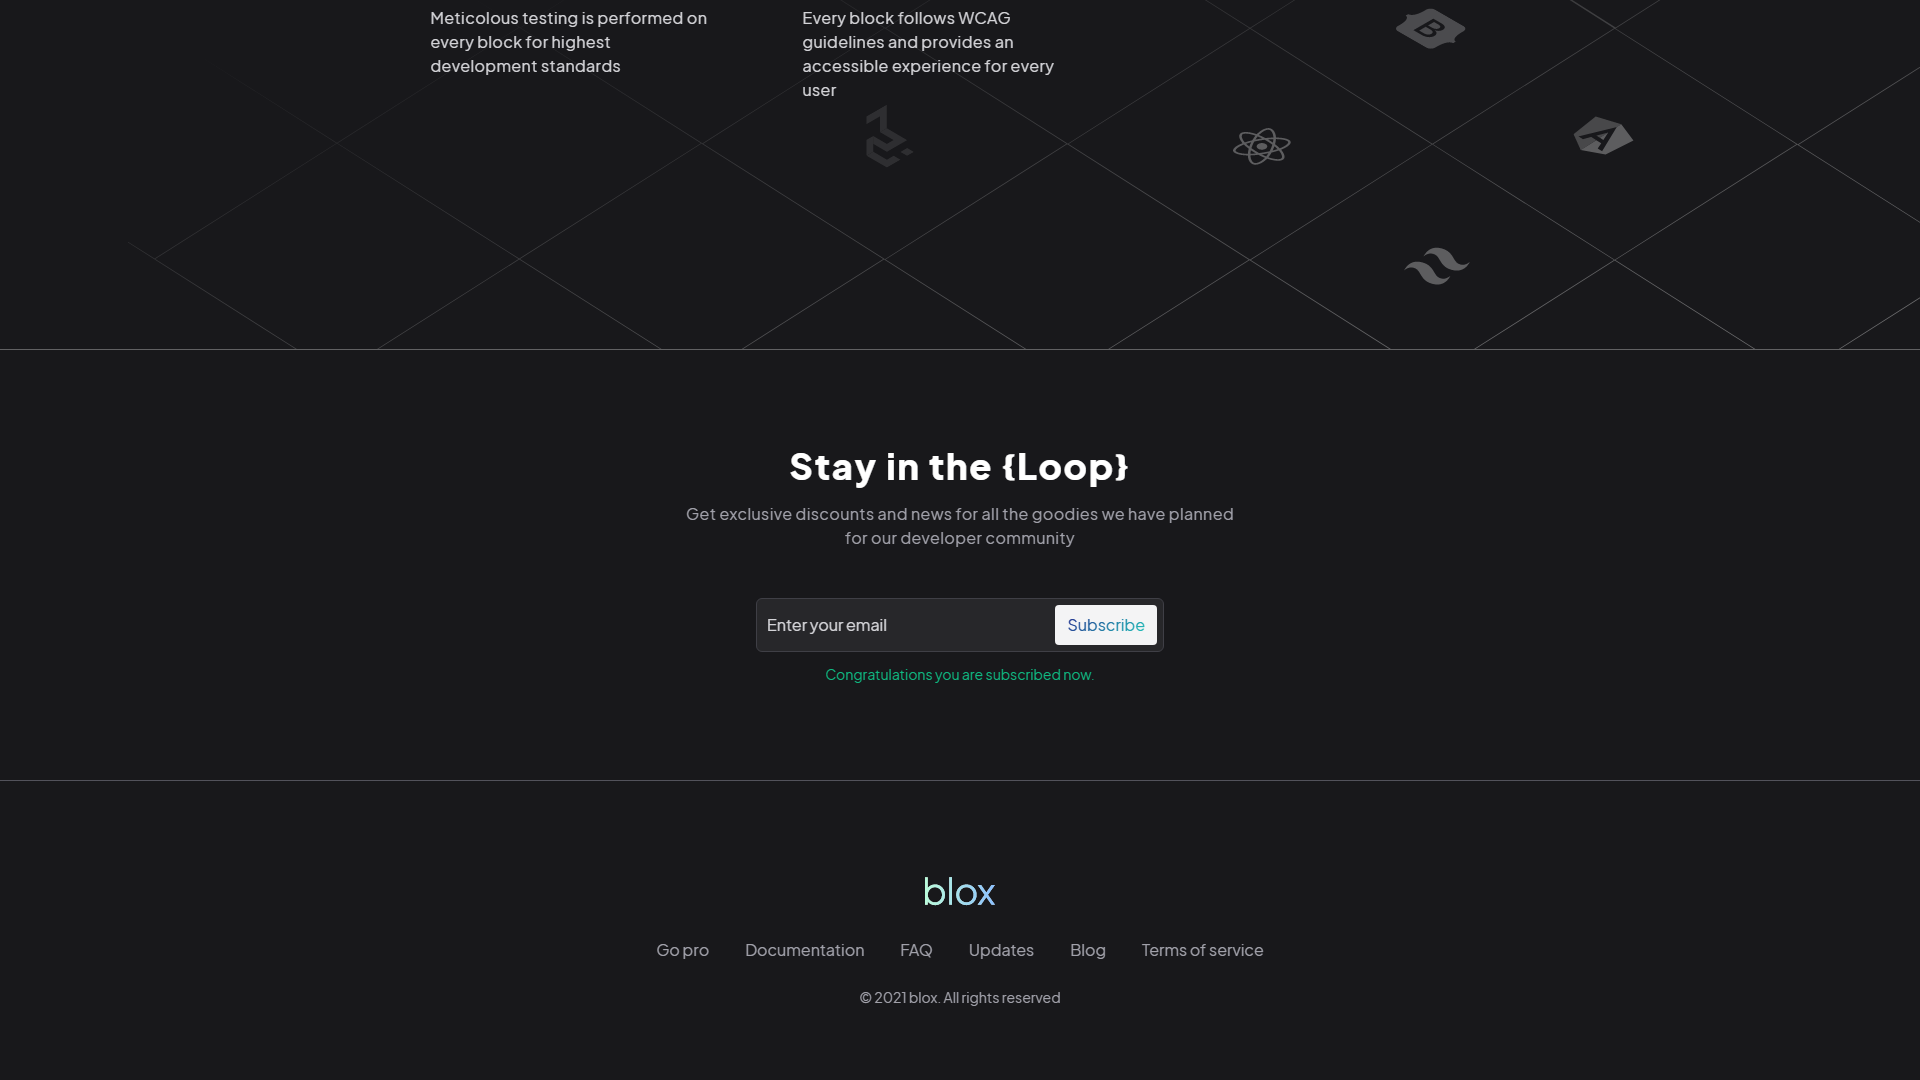 Meticolous testing is performed on
every block for highest
development standards
Every block follows WCAG
guidelines and provides an
accessible experience for every
user
B
A
Stay in the {Loop}
Get exclusive discounts and news for all the goodies we have planned
for our developer community
Enter your email
Subscribe
Congratulations you are subscribed now.
blox
Go pro
Documentation
FAQ
Updates
Blog
Terms of service
© 2021 blox. All rights reserved